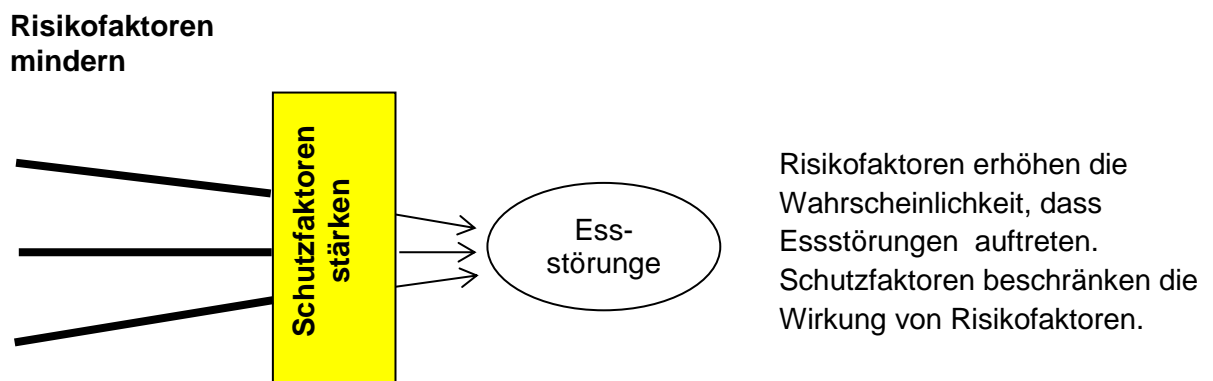 Risikofaktoren
mindern
Schutzfaktoren
stärken
Ess-
störunge
Risikofaktoren erhöhen die
Wahrscheinlichkeit, dass
Essstörungen auftreten.
Schutzfaktoren beschränken die
Wirkung von Risikofaktoren.